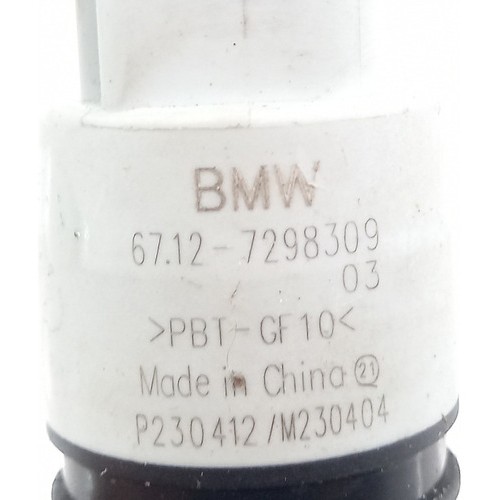 BMW
67.12-7298309
03
>PBT-GF10<
Made in China 21
P230412/M230404